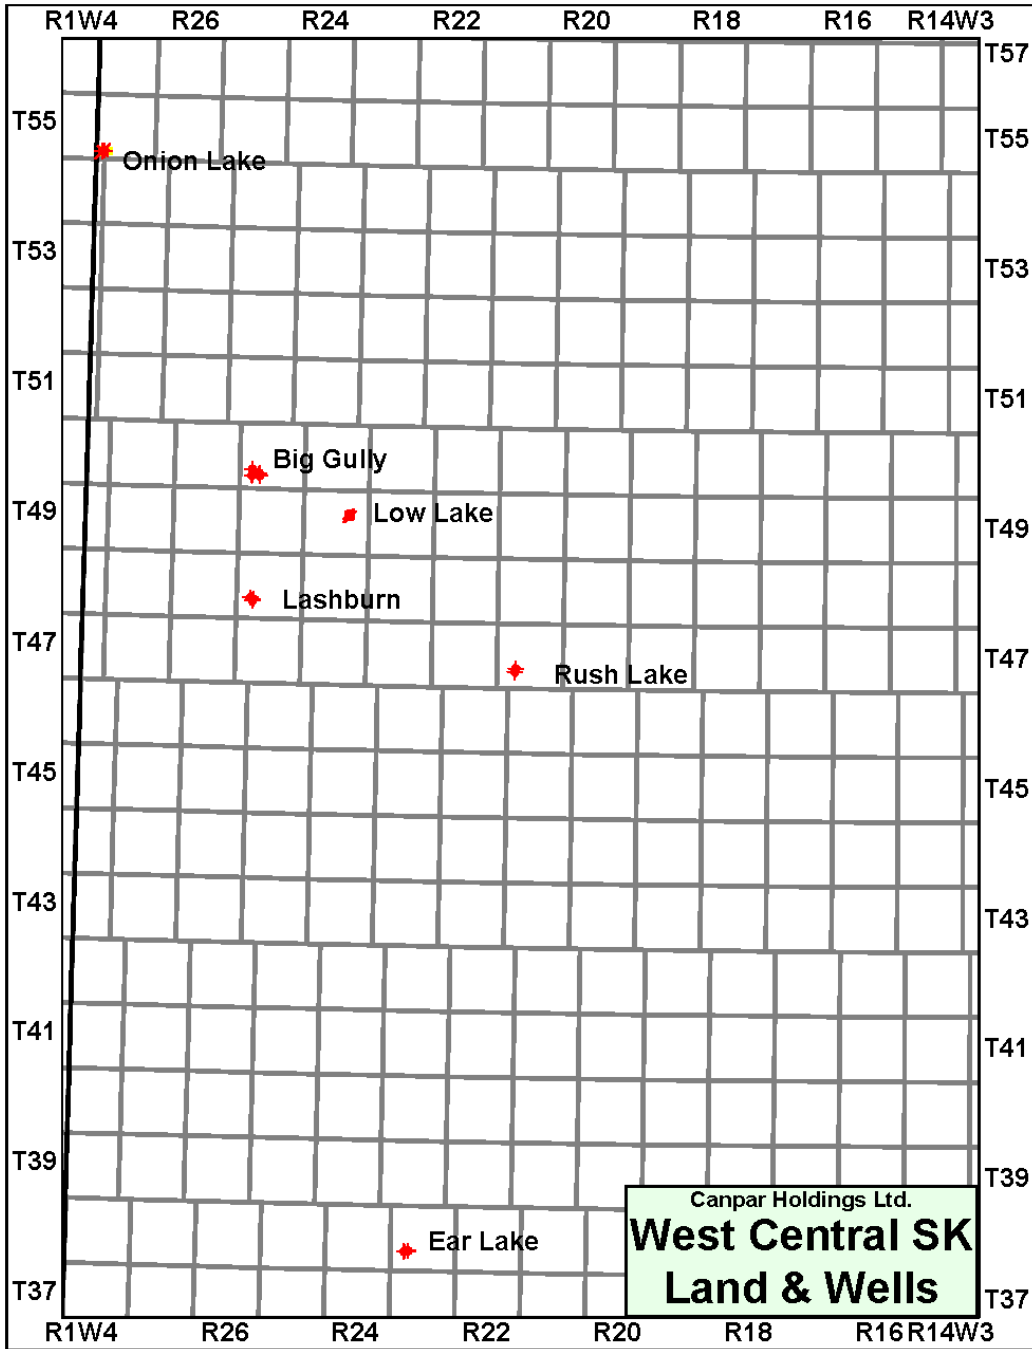 R1W4 R26 R24 R22 R20 R18 R16 R14W3
T57
T55 T55
Onion Lake
T53 T53
T51 T51
Big Gully
T49 Low Lake T49
Lashburn
T47 T47
Rush Lake
T45 T45
T43 T43
T41 T41
T39 T39
Canpar Holdings Ltd.
West Central SK
Ear Lake
Land & Wells
T37 T37
R1W4 R26 R24 R22 R20 R18 R16 R14W3